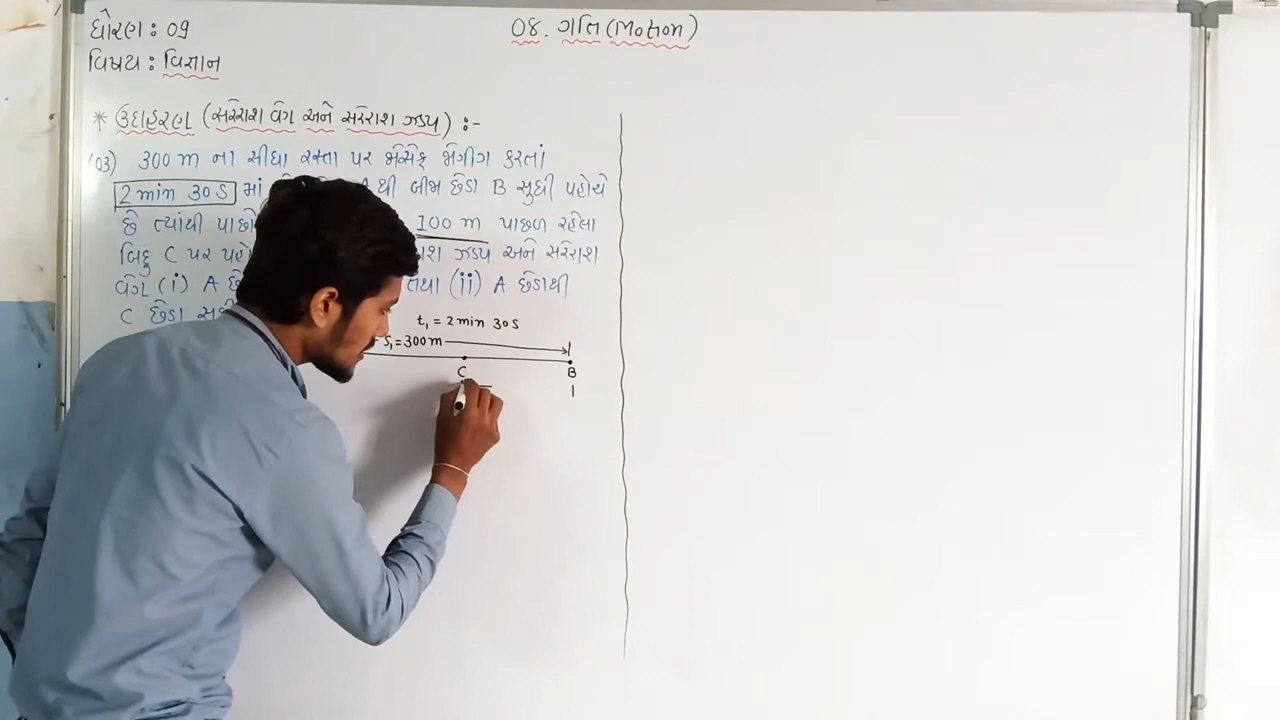 ધોરણ : 09
08. ગતિ (Motion)
વિષય : વિજ્ઞાન
* ઉદાહરણ (સરેરાશ વેગ અને સરેરાશ ઝડપ) :-
(03) 300 m ના સીધા રસ્તા પર જોસેફ જોગીંગ કરતાં
2 min 30 S માં થી બીજા છેડા B સુધી પહોંચે
છે ત્યાંથી પાછો 100 m પાછળ રહેલા
બિંદુ C પર ઝડપ અને સરેરાશ
વેગ (i) A તથા (ii) A છેડાથી
C છેડા
t₁ = 2 min 30 S
S₁ = 300 m
C B